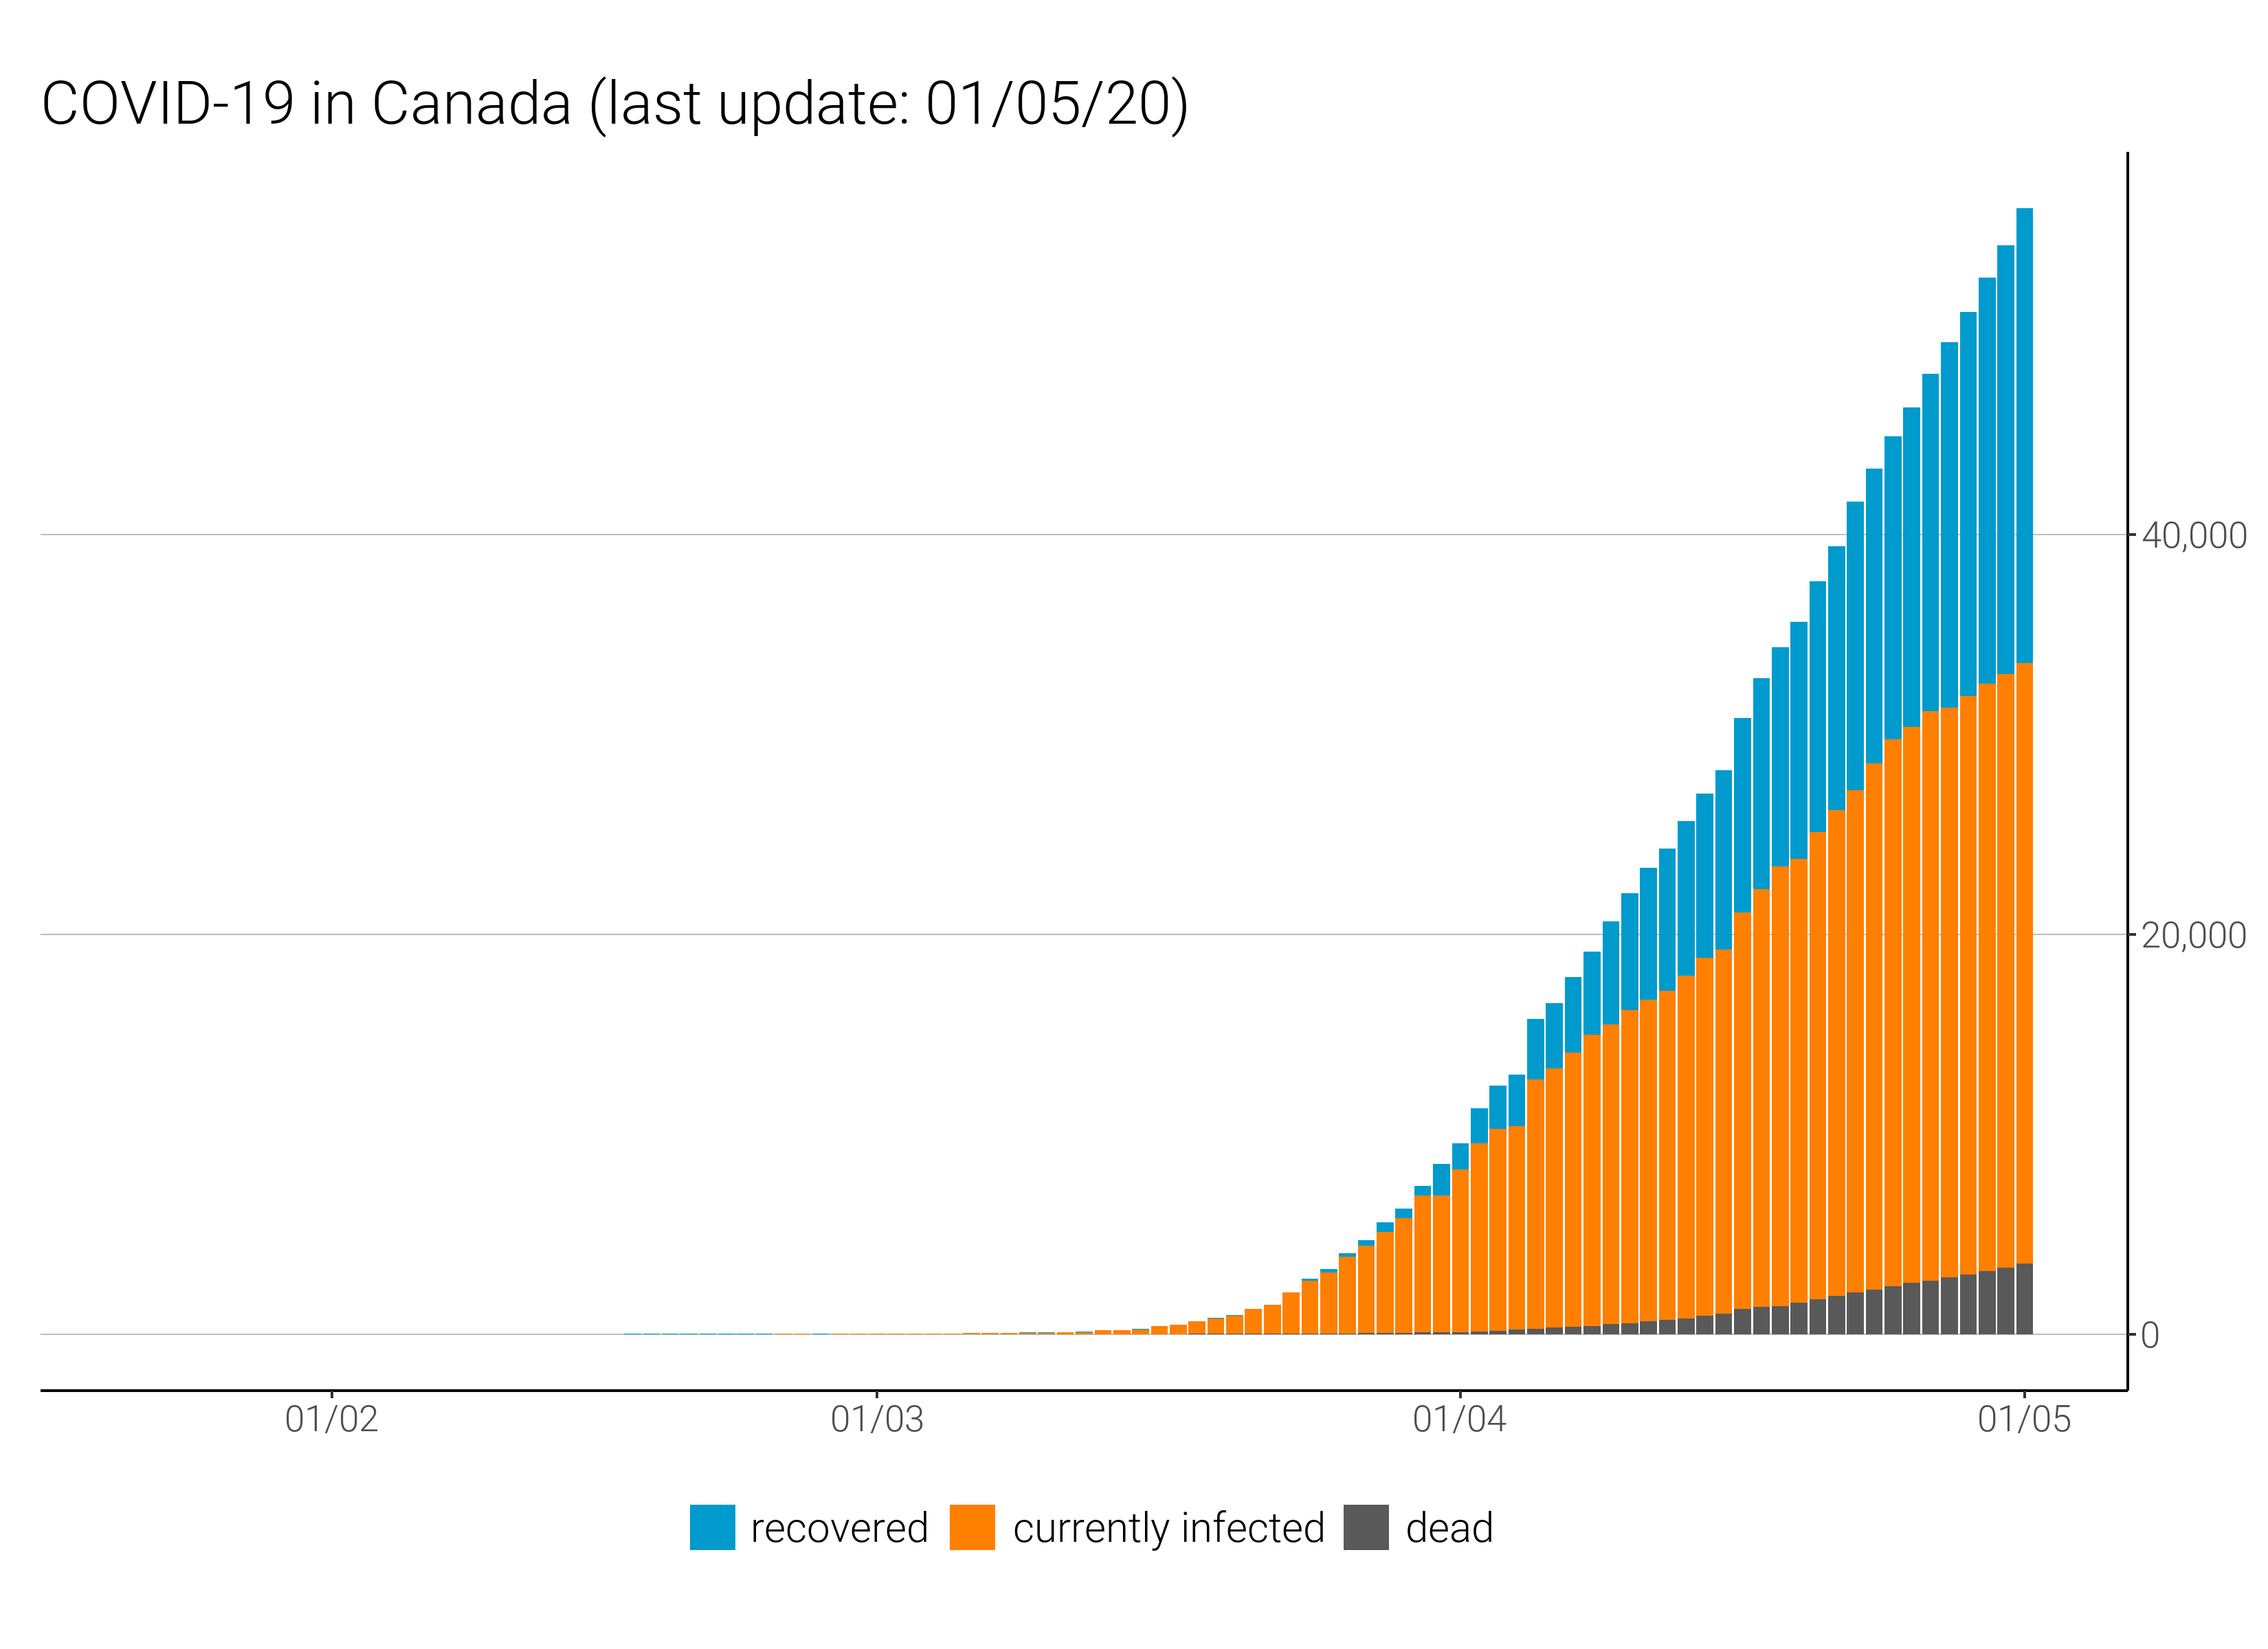 COVID-19 in Canada (last update: 01/05/20)
40,000
20,000
0
01/02 01/03 01/04 01/05
recovered currently infected dead